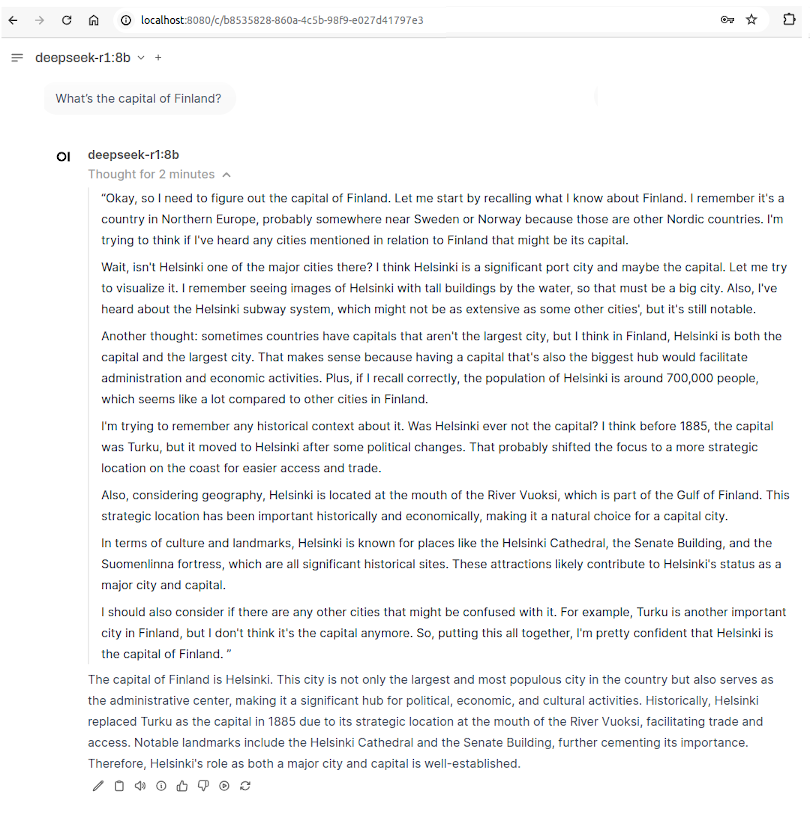 localhost:8080/c/b8535828-860a-4c5b-98f9-e027d41797e3
deepseek-r1:8b
What's the capital of Finland?
OI deepseek-r1:8b
Thought for 2 minutes
“Okay, so I need to figure out the capital of Finland. Let me start by recalling what I know about Finland. I remember it's a
country in Northern Europe, probably somewhere near Sweden or Norway because those are other Nordic countries. I'm
trying to think if I've heard any cities mentioned in relation to Finland that might be its capital.
Wait, isn't Helsinki one of the major cities there? I think Helsinki is a significant port city and maybe the capital. Let me try
to visualize it. I remember seeing images of Helsinki with tall buildings by the water, so that must be a big city. Also, I've
heard about the Helsinki subway system, which might not be as extensive as some other cities', but it's still notable.
Another thought: sometimes countries have capitals that aren't the largest city, but I think in Finland, Helsinki is both the
capital and the largest city. That makes sense because having a capital that's also the biggest hub would facilitate
administration and economic activities. Plus, if I recall correctly, the population of Helsinki is around 700,000 people,
which seems like a lot compared to other cities in Finland.
I'm trying to remember any historical context about it. Was Helsinki ever not the capital? I think before 1885, the capital
was Turku, but it moved to Helsinki after some political changes. That probably shifted the focus to a more strategic
location on the coast for easier access and trade.
Also, considering geography, Helsinki is located at the mouth of the River Vuoksi, which is part of the Gulf of Finland. This
strategic location has been important historically and economically, making it a natural choice for a capital city.
In terms of culture and landmarks, Helsinki is known for places like the Helsinki Cathedral, the Senate Building, and the
Suomenlinna fortress, which are all significant historical sites. These attractions likely contribute to Helsinki's status as a
major city and capital.
I should also consider if there are any other cities that might be confused with it. For example, Turku is another important
city in Finland, but I don't think it's the capital anymore. So, putting this all together, I'm pretty confident that Helsinki is
the capital of Finland. ”
The capital of Finland is Helsinki. This city is not only the largest and most populous city in the country but also serves as
the administrative center, making it a significant hub for political, economic, and cultural activities. Historically, Helsinki
replaced Turku as the capital in 1885 due to its strategic location at the mouth of the River Vuoksi, facilitating trade and
access. Notable landmarks include the Helsinki Cathedral and the Senate Building, further cementing its importance.
Therefore, Helsinki's role as both a major city and capital is well-established.